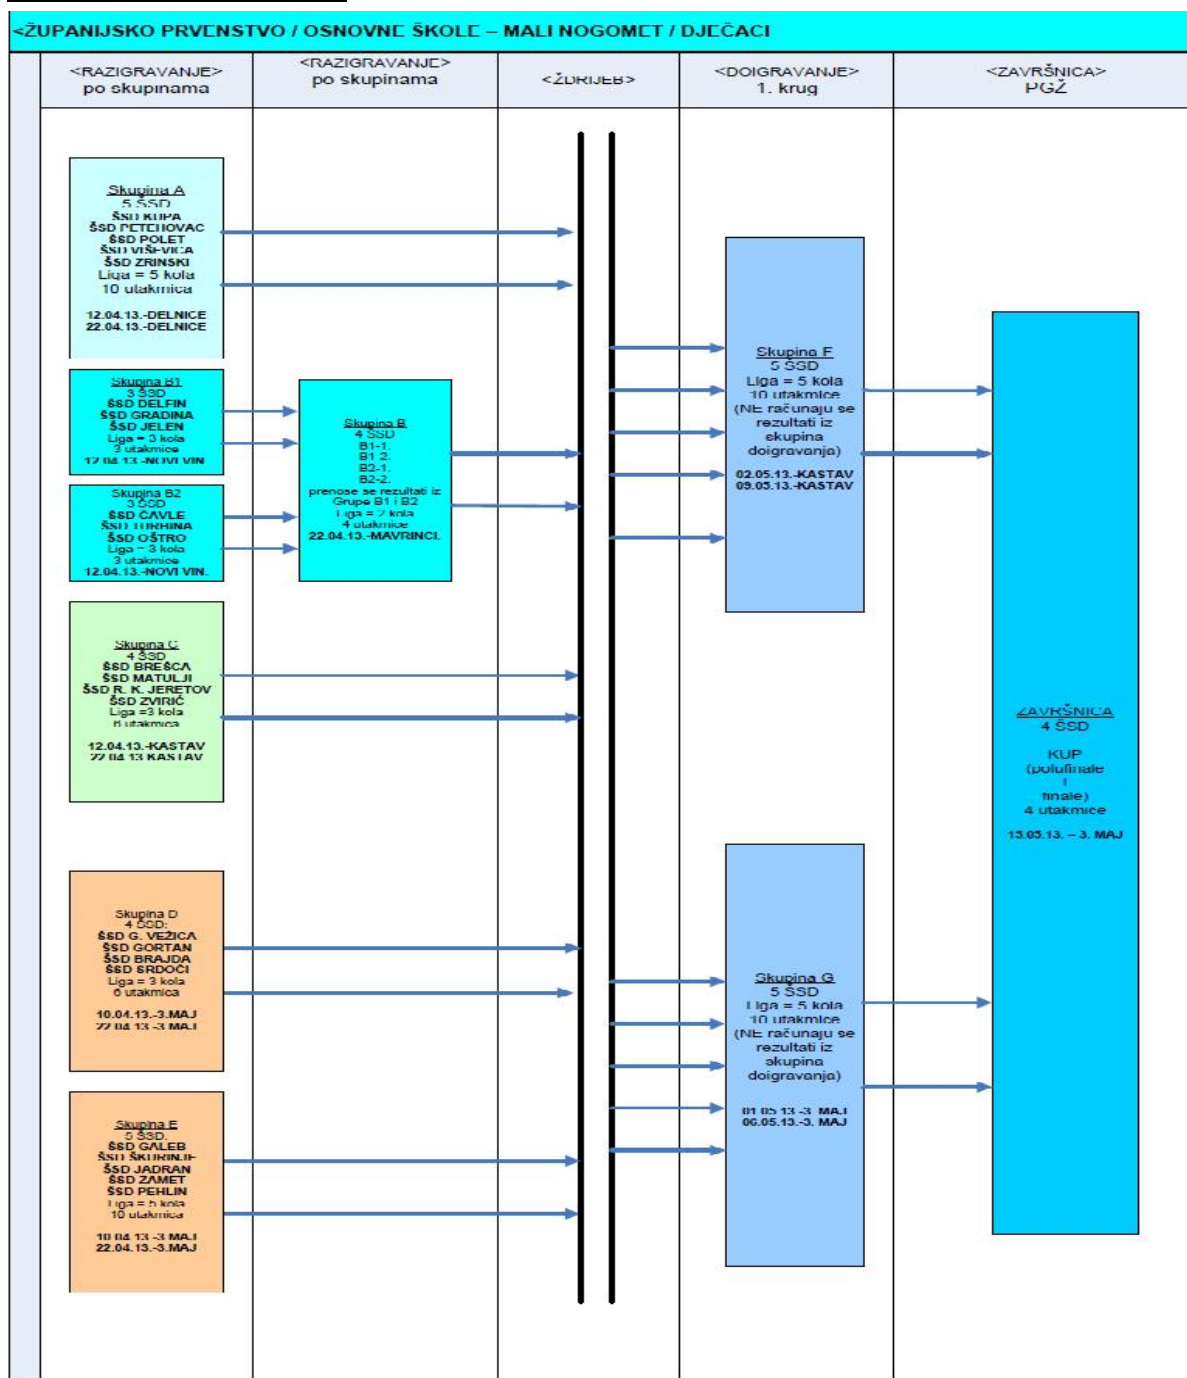 <ŽUPANIJSKO PRVENSTVO / OSNOVNE ŠKOLE – MALI NOGOMET / DJEČACI
<RAZIGRAVANJE>
po skupinama
<RAZIGRAVANJE>
po skupinama
<ŽDRIJEB>
<DOIGRAVANJE>
1. krug
<ZAVRŠNICA>
PGŽ
Skupina A
5 ŠSD
ŠSD KUPA
ŠSD PETEHOVAC
ŠSD POLET
ŠSD VIŠEVICA
ŠSD ZRINSKI
Liga = 5 kola
10 utakmica
12.04.13.-DELNICE
22.04.13.-DELNICE
Skupina B1
3 ŠSD
ŠSD DELFIN
ŠSD GRADINA
ŠSD JELEN
Liga = 3 kola
3 utakmice
12.04.13.-NOVI VIN.
Skupina B2
3 ŠSD
ŠSD ČAVLE
ŠSD TURBINA
ŠSD OŠTRO
Liga = 3 kola
3 utakmice
12.04.13.-NOVI VIN.
Skupina B
4 ŠSD
B1-1.
B1-2.
B2-1.
B2-2.
prenose se rezultati iz
Grupe B1 i B2
Liga = 2 kola
4 utakmice
22.04.13.-MAVRINCI.
Skupina C
4 ŠSD
ŠSD BREŠCA
ŠSD MATULJI
ŠSD R. K. JERETOV
ŠSD ZVIRIĆ
Liga =3 kola
6 utakmica
12.04.13.-KASTAV
22.04.13 KASTAV
Skupina D
4 ŠSD:
ŠSD G. VEŽICA
ŠSD GORTAN
ŠSD BRAJDA
ŠSD SRDOČI
Liga = 3 kola
6 utakmica
10.04.13.-3.MAJ
22.04.13.-3.MAJ
Skupina E
5 ŠSD:
ŠSD GALEB
ŠSD ŠKURINJE
ŠSD JADRAN
ŠSD ZAMET
ŠSD PEHLIN
Liga = 5 kola
10 utakmica
10.04.13.-3.MAJ
22.04.13.-3.MAJ
Skupina F
5 ŠSD
Liga = 5 kola
10 utakmice
(NE računaju se
rezultati iz
skupina
doigravanja)
02.05.13.-KASTAV
09.05.13.-KASTAV
Skupina G
5 ŠSD
Liga = 5 kola
10 utakmice
(NE računaju se
rezultati iz
skupina
doigravanja)
01.05.13.-3. MAJ
06.05.13.-3. MAJ
ZAVRŠNICA
4 ŠSD
KUP
(polufinale
i
finale)
4 utakmice
15.05.13. – 3. MAJ